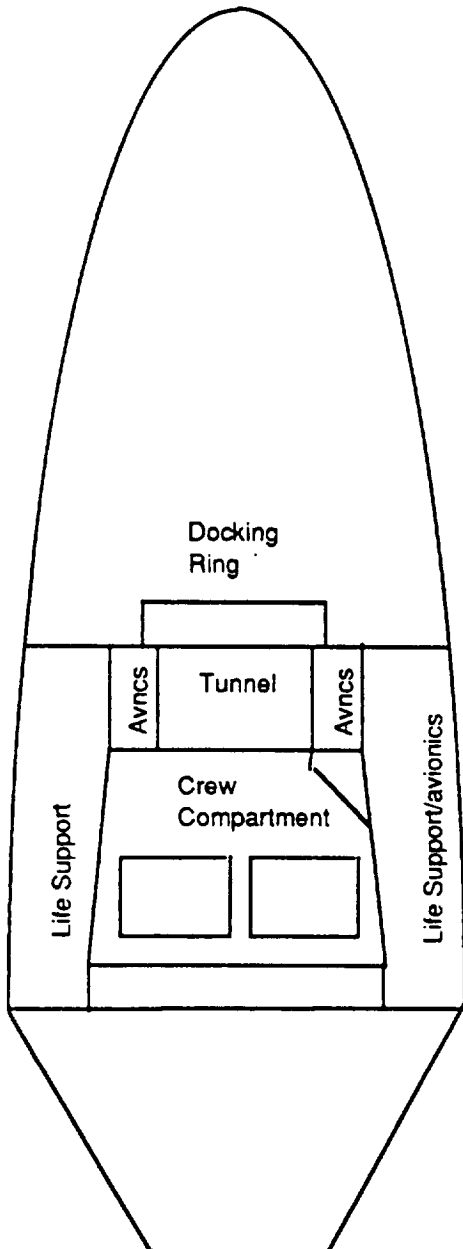 Docking
Ring
Avncs
Tunnel
Avncs
Crew
Compartment
Life Support
Life Support/avionics